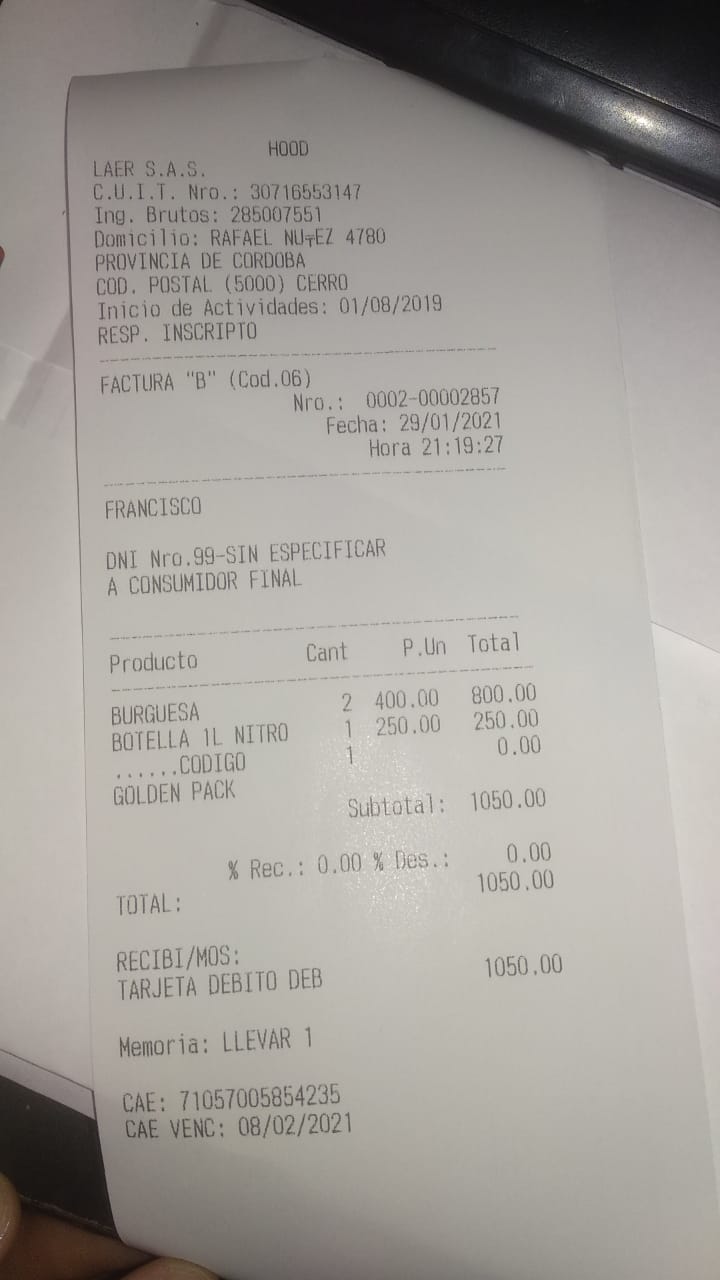 HOOD
LAER S.A.S.
C.U.I.T. Nro.: 30716553147
Ing. Brutos: 285007551
Domicilio: RAFAEL NU╤EZ 4780
PROVINCIA DE CORDOBA
COD. POSTAL (5000) CERRO
Inicio de Actividades: 01/08/2019
RESP. INSCRIPTO
FACTURA "B" (Cod.06)
Nro.: 0002-00002857
Fecha: 29/01/2021
Hora 21:19:27
FRANCISCO
DNI Nro.99-SIN ESPECIFICAR
A CONSUMIDOR FINAL
Producto Cant P.Un Total
BURGUESA 2 400.00 800.00
BOTELLA 1L NITRO 1 250.00 250.00
......CODIGO 1 0.00
GOLDEN PACK
Subtotal: 1050.00
% Rec.: 0.00 % Des.: 0.00
TOTAL: 1050.00
RECIBI/MOS:
TARJETA DEBITO DEB 1050.00
Memoria: LLEVAR 1
CAE: 71057005854235
CAE VENC: 08/02/2021